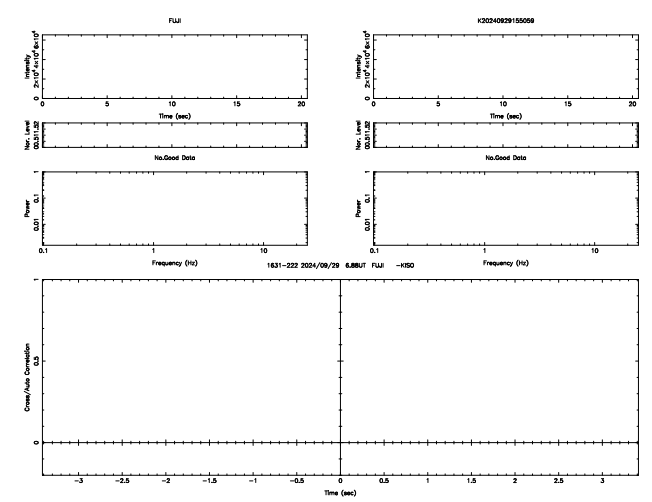 FUJI
K20240929155059
Intensity
0 2×10⁴ 4×10⁴ 6×10⁴
0 5 10 15 20
Time (sec)
Intensity
0 2×10⁴ 4×10⁴ 6×10⁴
0 5 10 15 20
Time (sec)
Nor. Level
00.511.52
Nor. Level
00.511.52
No.Good Data
No.Good Data
Power
0.01 0.1 1
0.1 1 10
Frequency (Hz)
Power
0.01 0.1 1
0.1 1 10
Frequency (Hz)
1631-222 2024/09/29 6.88UT FUJI -KISO
Cross/Auto Correlation
0 0.5 1
-3 -2.5 -2 -1.5 -1 -0.5 0 0.5 1 1.5 2 2.5 3
Time (sec)